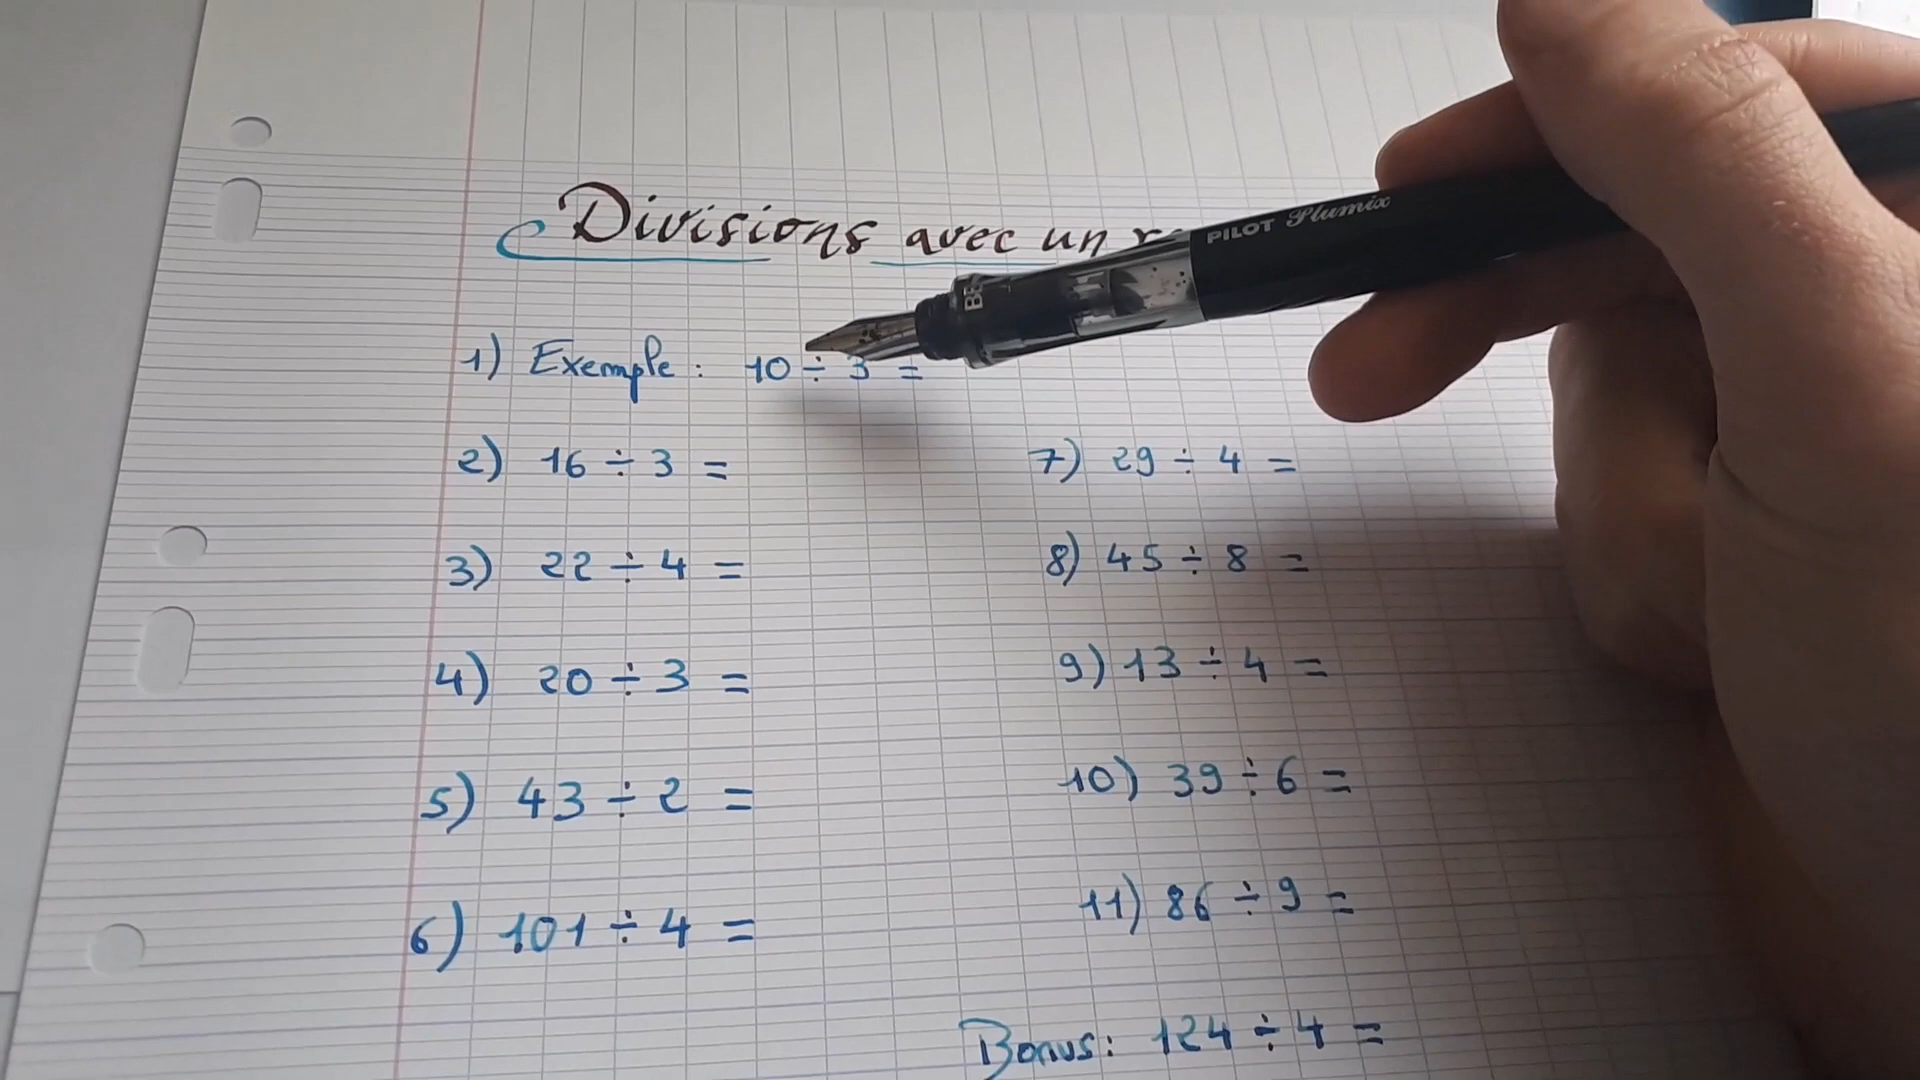 Divisions avec un
PILOT Plumix
1) Exemple : 10 ÷ 3 =
2) 16 ÷ 3 =
3) 22 ÷ 4 =
4) 20 ÷ 3 =
5) 43 ÷ 2 =
6) 101 ÷ 4 =
7) 29 ÷ 4 =
8) 45 ÷ 8 =
9) 13 ÷ 4 =
10) 39 ÷ 6 =
11) 86 ÷ 9 =
Bonus : 124 ÷ 4 =